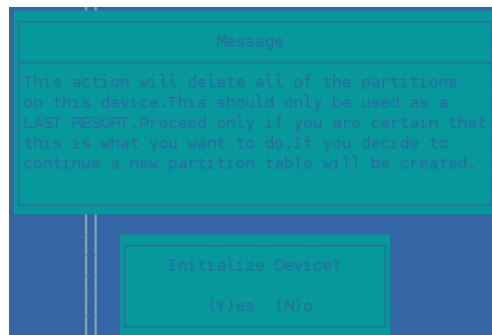 Message
This action will delete all of the partitions
on this device.This should only be used as a
LAST RESORT.Proceed only if you are certain that
this is what you want to do.If you decide to
continue a new partition table will be created.
Initialize Device?
(Y)es (N)o